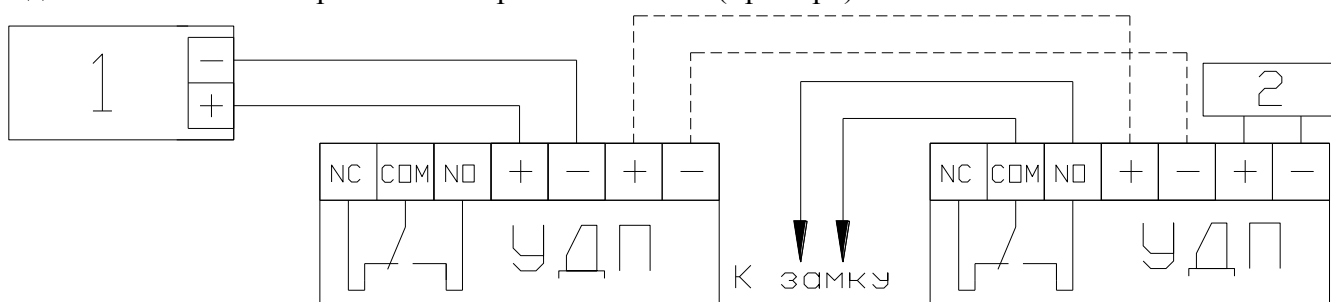 1 −
+
2
NC COM NO + − + −
NC COM NO + − + −
УДП
УДП
К замку